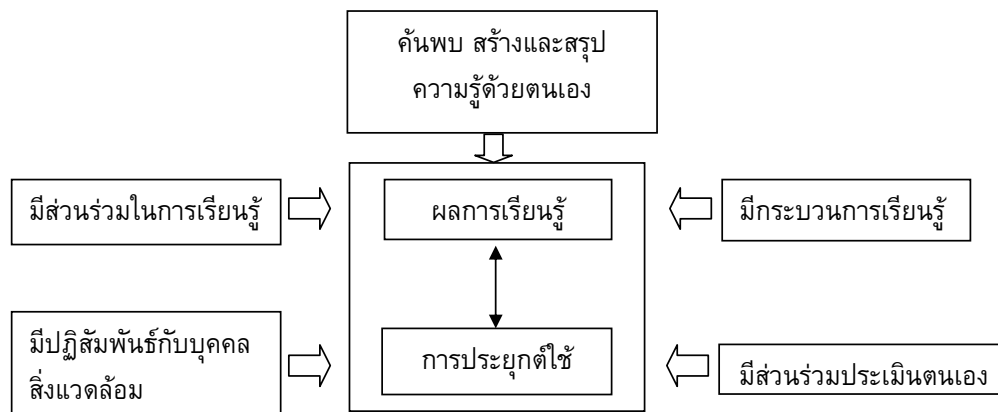 ค้นพบ สร้างและสรุป
ความรู้ด้วยตนเอง
มีส่วนร่วมในการเรียนรู้
ผลการเรียนรู้
มีกระบวนการเรียนรู้
มีปฏิสัมพันธ์กับบุคคล
สิ่งแวดล้อม
การประยุกต์ใช้
มีส่วนร่วมประเมินตนเอง